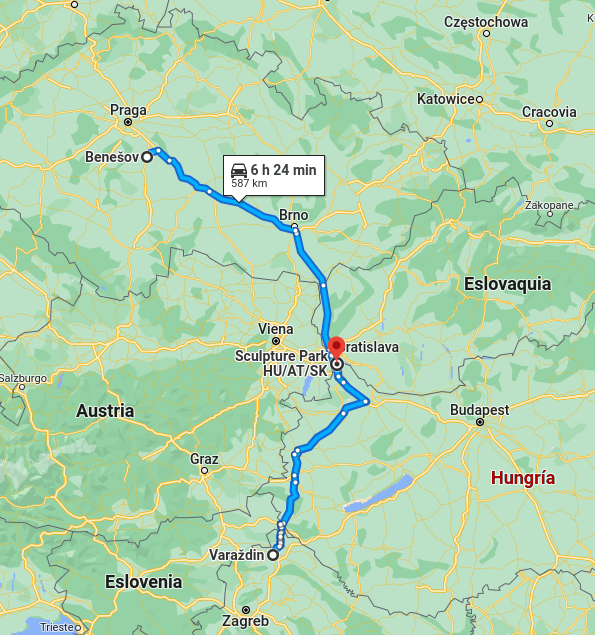 Częstochowa
Katowice
Praga
Cracovia
Benešov
6 h 24 min
587 km
Zakopane
Brno
Eslovaquia
Viena
ratislava
Sculpture Park
HU/AT/SK
Salzburgo
Austria
Budapest
Graz
Hungría
Varaždin
Eslovenia
Zagreb
Trieste